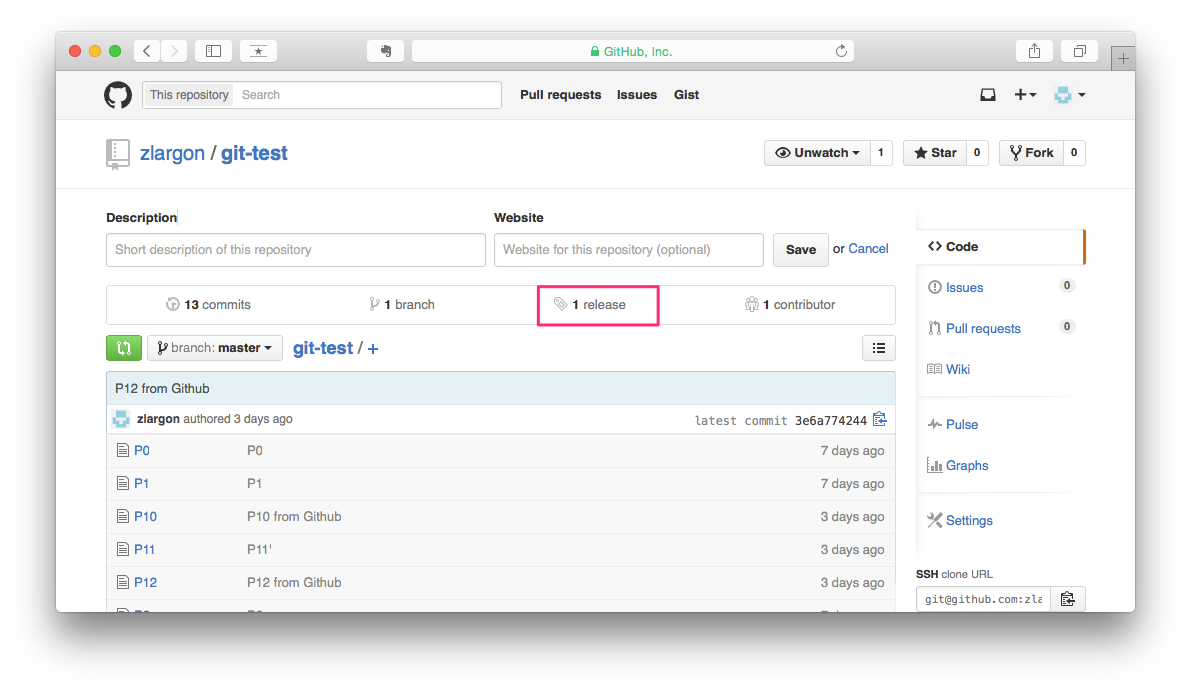 GitHub, Inc.
This repository Search Pull requests Issues Gist
zlargon / git-test Unwatch 1 Star 0 Fork 0
Description Website
Short description of this repository Website for this repository (optional) Save or Cancel
13 commits 1 branch 1 release 1 contributor
branch: master git-test / +
P12 from Github
zlargon authored 3 days ago latest commit 3e6a774244
P0 P0 7 days ago
P1 P1 7 days ago
P10 P10 from Github 3 days ago
P11 P11' 3 days ago
P12 P12 from Github 3 days ago
Code
Issues 0
Pull requests 0
Wiki
Pulse
Graphs
Settings
SSH clone URL
git@github.com:zla